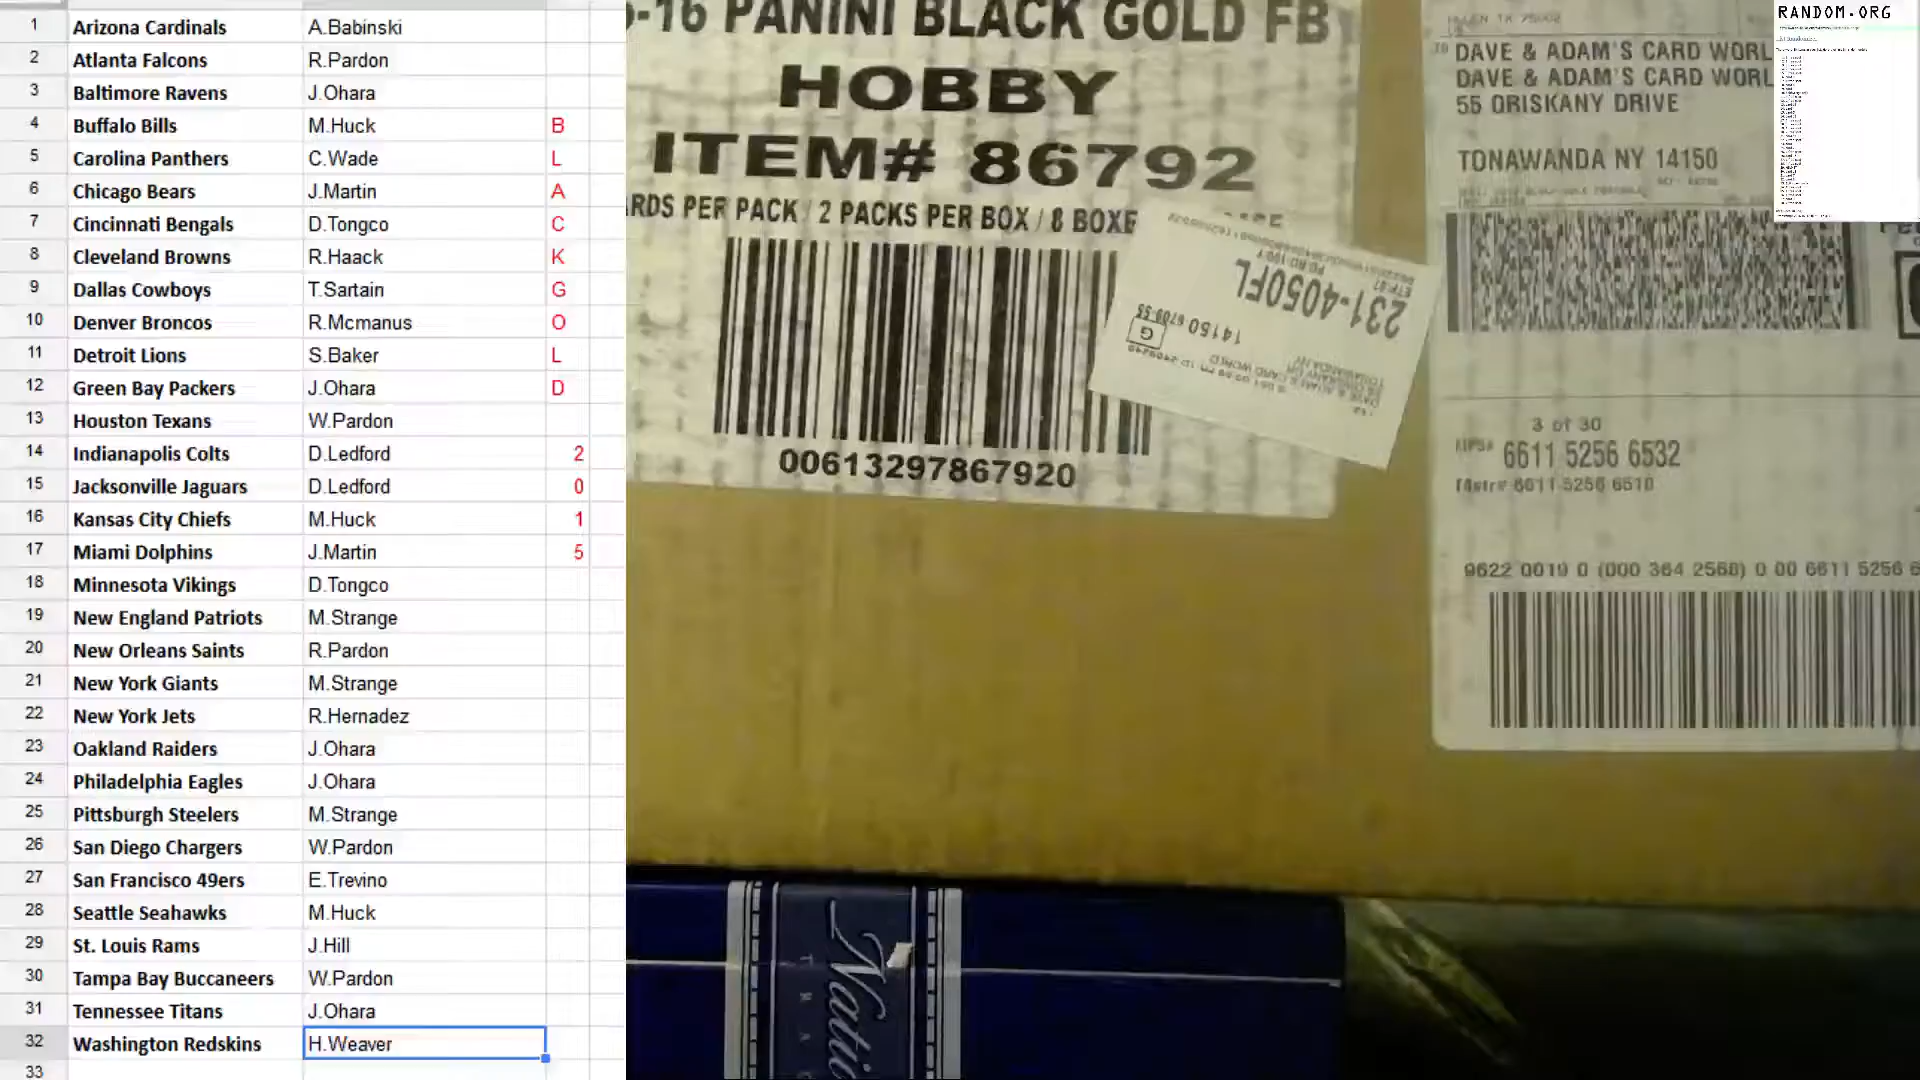 1 Arizona Cardinals A.Babinski
2 Atlanta Falcons R.Pardon
3 Baltimore Ravens J.Ohara
4 Buffalo Bills M.Huck B
5 Carolina Panthers C.Wade L
6 Chicago Bears J.Martin A
7 Cincinnati Bengals D.Tongco C
8 Cleveland Browns R.Haack K
9 Dallas Cowboys T.Sartain G
10 Denver Broncos R.Mcmanus O
11 Detroit Lions S.Baker L
12 Green Bay Packers J.Ohara D
13 Houston Texans W.Pardon
14 Indianapolis Colts D.Ledford 2
15 Jacksonville Jaguars D.Ledford 0
16 Kansas City Chiefs M.Huck 1
17 Miami Dolphins J.Martin 5
18 Minnesota Vikings D.Tongco
19 New England Patriots M.Strange
20 New Orleans Saints R.Pardon
21 New York Giants M.Strange
22 New York Jets R.Hernadez
23 Oakland Raiders J.Ohara
24 Philadelphia Eagles J.Ohara
25 Pittsburgh Steelers M.Strange
26 San Diego Chargers W.Pardon
27 San Francisco 49ers E.Trevino
28 Seattle Seahawks M.Huck
29 St. Louis Rams J.Hill
30 Tampa Bay Buccaneers W.Pardon
31 Tennessee Titans J.Ohara
32 Washington Redskins H.Weaver
33
-16 PANINI BLACK GOLD FB
HOBBY
ITEM# 86792
RDS PER PACK / 2 PACKS PER BOX / 8 BOXE
00613297867920
231-4050FL
14150
G
DAVE & ADAM'S CARD WORL
DAVE & ADAM'S CARD WORL
55 ORISKANY DRIVE
TONAWANDA NY 14150
3 of 30
MPS# 6611 5256 6532
Mstr# 6611 5256 6510
9622 0019 0 (000 364 2568) 0 00 6611 5256 6
Natio
RANDOM.ORG